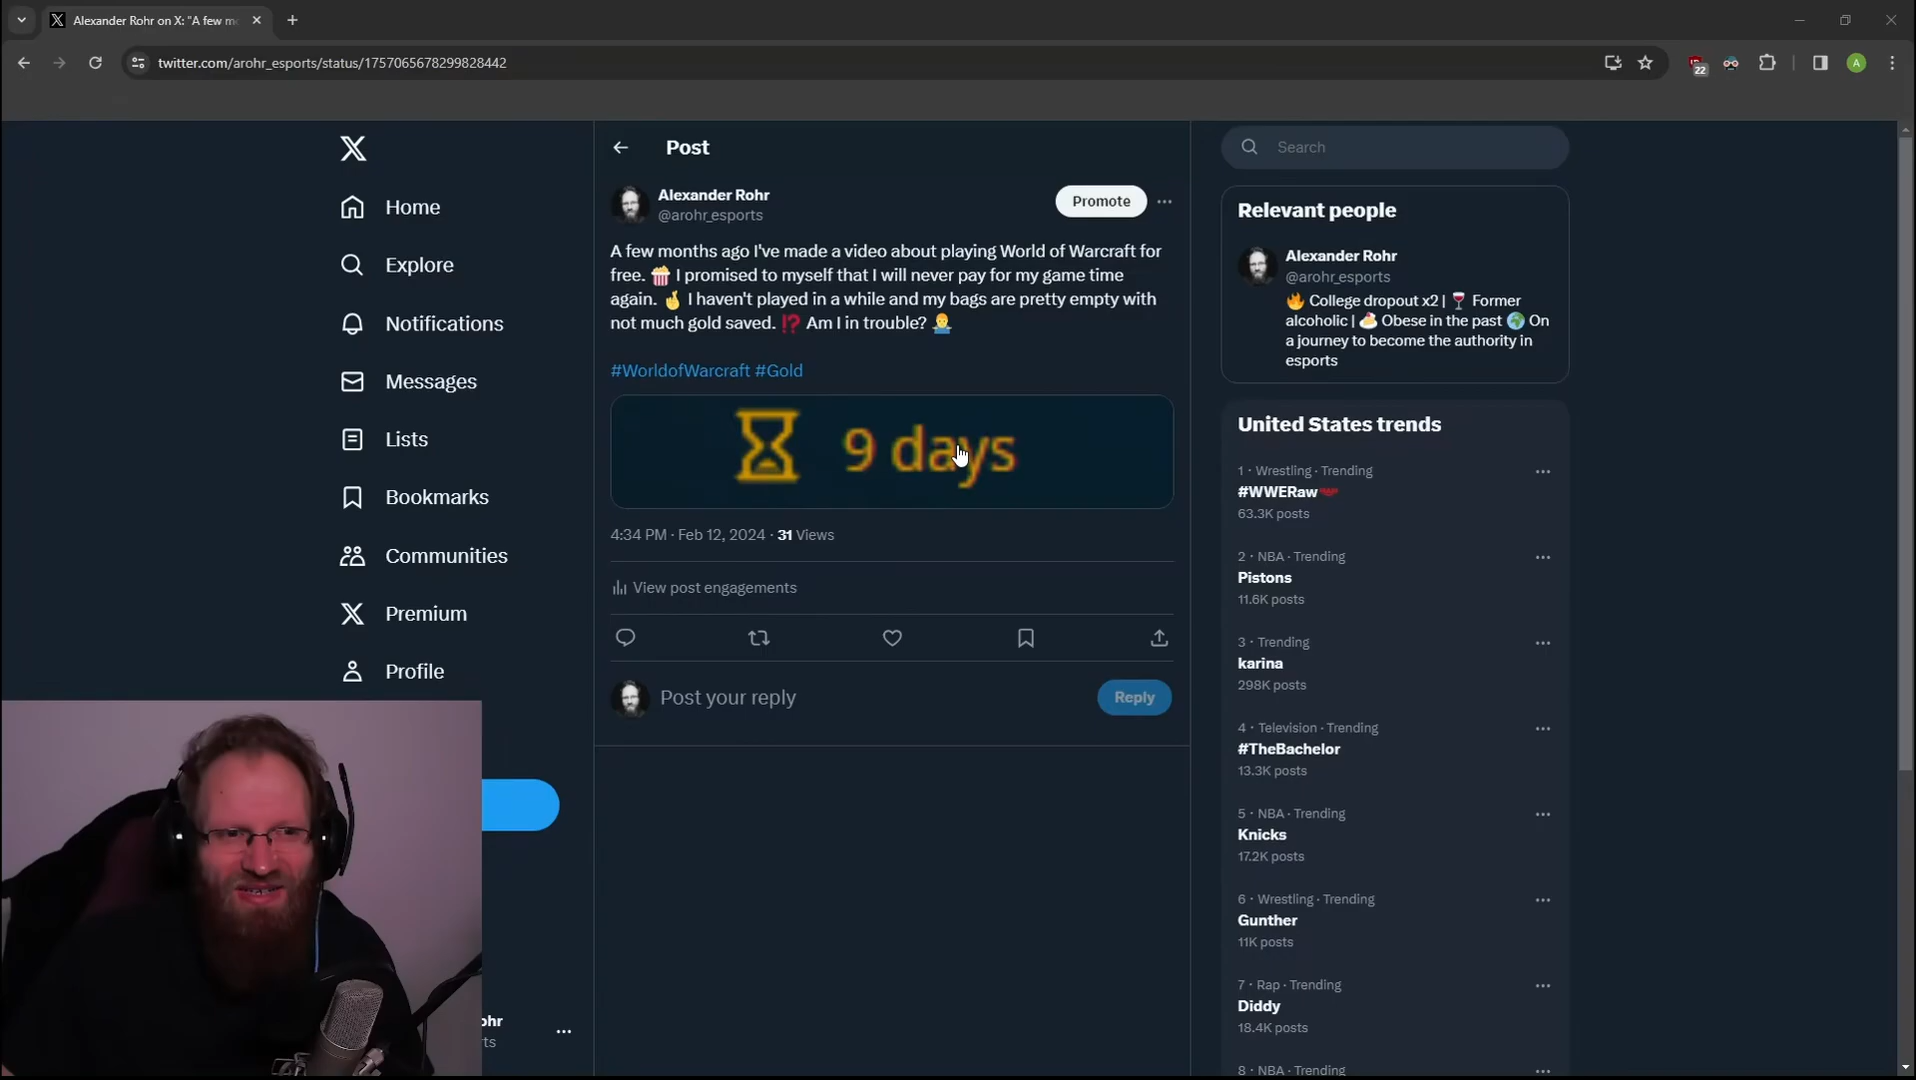 Alexander Rohr on X: "A few mo
twitter.com/arohr_esports/status/1757065678299828442
22
A
Home
Explore
Notifications
Messages
Lists
Bookmarks
Communities
Premium
Profile
ohr
ts
Post
Alexander Rohr
@arohr_esports
Promote
A few months ago I've made a video about playing World of Warcraft for
free. 🍿 I promised to myself that I will never pay for my game time
again. 🤞 I haven't played in a while and my bags are pretty empty with
not much gold saved. ⁉️ Am I in trouble? 🤷‍♂️
#WorldofWarcraft #Gold
9 days
4:34 PM · Feb 12, 2024 · 31 Views
View post engagements
Post your reply
Reply
Search
Relevant people
Alexander Rohr
@arohr_esports
🔥 College dropout x2 | 🍷 Former
alcoholic | 🍰 Obese in the past 🌍 On
a journey to become the authority in
esports
United States trends
1 · Wrestling · Trending
#WWERaw
63.3K posts
2 · NBA · Trending
Pistons
11.6K posts
3 · Trending
karina
298K posts
4 · Television · Trending
#TheBachelor
13.3K posts
5 · NBA · Trending
Knicks
17.2K posts
6 · Wrestling · Trending
Gunther
11K posts
7 · Rap · Trending
Diddy
18.4K posts
8 · NBA · Trending